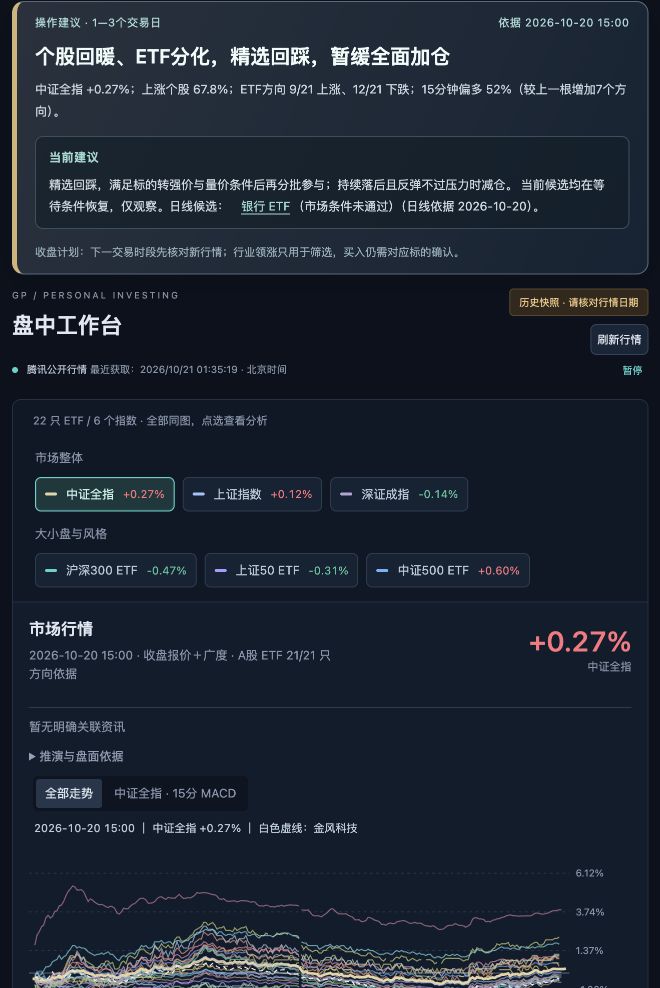 操作建议 · 1—3个交易日
依据 2026-10-20 15:00
个股回暖、ETF分化，精选回踩，暂缓全面加仓
中证全指 +0.27%；上涨个股 67.8%；ETF方向 9/21 上涨、12/21 下跌；15分钟偏多 52%（较上一根增加7个方
向）。
当前建议
精选回踩，满足标的转强价与量价条件后再分批参与；持续落后且反弹不过压力时减仓。 当前候选均在等
待条件恢复，仅观察。日线候选： 银行 ETF（市场条件未通过）（日线依据 2026-10-20）。
收盘计划：下一交易时段先核对新行情；行业领涨只用于筛选，买入仍需对应标的确认。
GP / PERSONAL INVESTING
历史快照 · 请核对行情日期
盘中工作台
刷新行情
腾讯公开行情 最近获取：2026/10/21 01:35:19 · 北京时间
暂停
22 只 ETF / 6 个指数 · 全部同图，点选查看分析
市场整体
中证全指 +0.27%
上证指数 +0.12%
深证成指 -0.14%
大小盘与风格
沪深300 ETF -0.47%
上证50 ETF -0.31%
中证500 ETF +0.60%
市场行情
+0.27%
2026-10-20 15:00 · 收盘报价＋广度 · A股 ETF 21/21 只
方向依据
中证全指
暂无明确关联资讯
▶ 推演与盘面依据
全部走势
中证全指 · 15分 MACD
2026-10-20 15:00 | 中证全指 +0.27% | 白色虚线：金风科技
6.12%
3.74%
1.37%